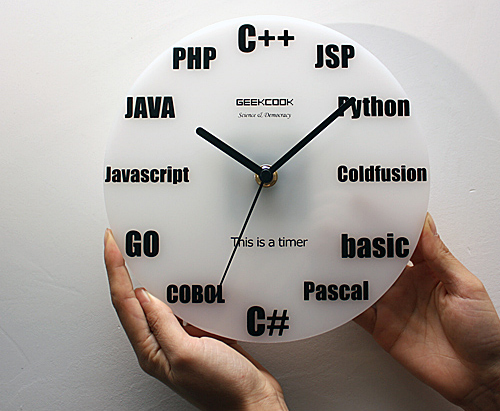 C++
PHP
JSP
JAVA
GEEKCOOK
Science & Democracy
Python
Javascript
Coldfusion
GO
This is a timer
basic
COBOL
Pascal
C#